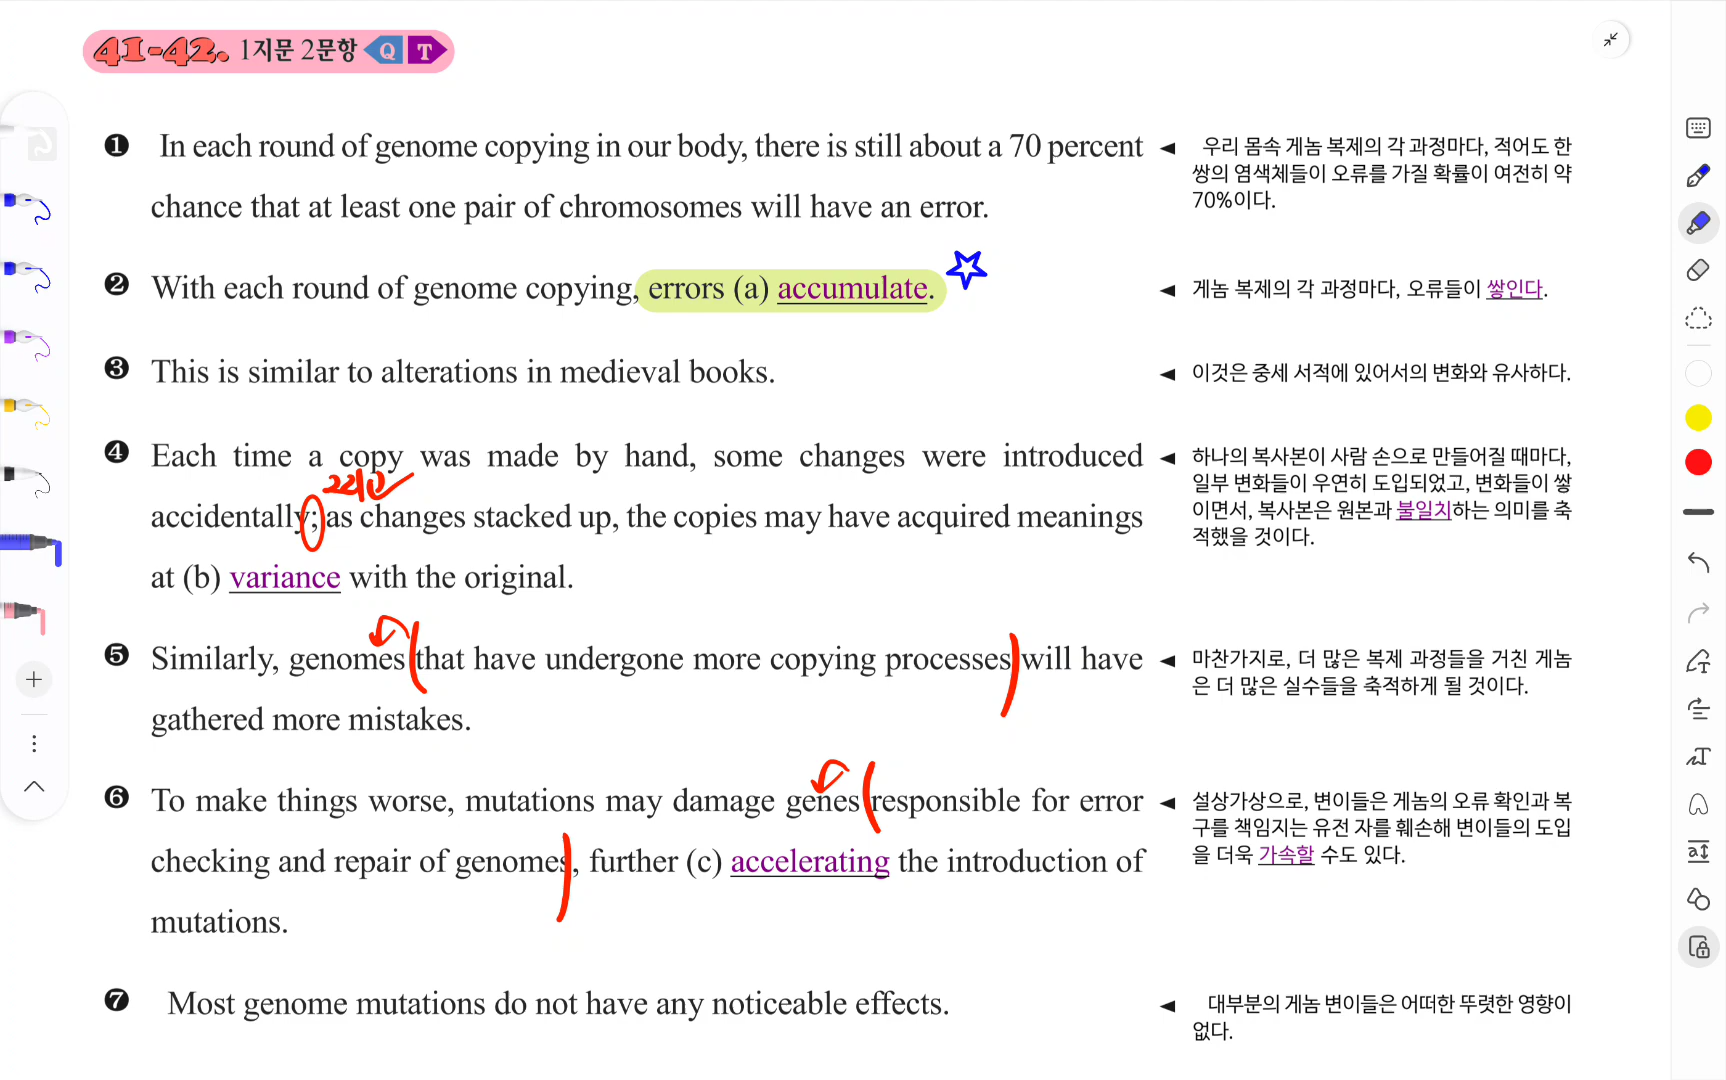 41-42. 1지문 2문항 Q T
❶ In each round of genome copying in our body, there is still about a 70 percent
chance that at least one pair of chromosomes will have an error.
◄ 우리 몸속 게놈 복제의 각 과정마다, 적어도 한
쌍의 염색체들이 오류를 가질 확률이 여전히 약
70%이다.
❷ With each round of genome copying, errors (a) accumulate.
◄ 게놈 복제의 각 과정마다, 오류들이 쌓인다.
❸ This is similar to alterations in medieval books.
◄ 이것은 중세 서적에 있어서의 변화와 유사하다.
❹ Each time a copy was made by hand, some changes were introduced
accidentally; as changes stacked up, the copies may have acquired meanings
at (b) variance with the original.
◄ 하나의 복사본이 사람 손으로 만들어질 때마다,
일부 변화들이 우연히 도입되었고, 변화들이 쌓
이면서, 복사본은 원본과 불일치하는 의미를 축
적했을 것이다.
❺ Similarly, genomes that have undergone more copying processes will have
gathered more mistakes.
◄ 마찬가지로, 더 많은 복제 과정들을 거친 게놈
은 더 많은 실수들을 축적하게 될 것이다.
❻ To make things worse, mutations may damage genes responsible for error
checking and repair of genomes, further (c) accelerating the introduction of
mutations.
◄ 설상가상으로, 변이들은 게놈의 오류 확인과 복
구를 책임지는 유전 자를 훼손해 변이들의 도입
을 더욱 가속할 수도 있다.
❼ Most genome mutations do not have any noticeable effects.
◄ 대부분의 게놈 변이들은 어떠한 뚜렷한 영향이
없다.